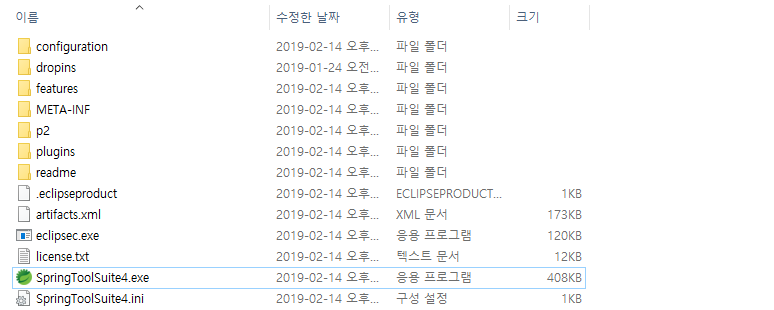 이름 수정한 날짜 유형 크기
configuration 2019-02-14 오후... 파일 폴더
dropins 2019-01-24 오전... 파일 폴더
features 2019-02-14 오후... 파일 폴더
META-INF 2019-02-14 오후... 파일 폴더
p2 2019-02-14 오후... 파일 폴더
plugins 2019-02-14 오후... 파일 폴더
readme 2019-02-14 오후... 파일 폴더
.eclipseproduct 2019-02-14 오후... ECLIPSEPRODUCT... 1KB
artifacts.xml 2019-02-14 오후... XML 문서 173KB
eclipsec.exe 2019-02-14 오후... 응용 프로그램 120KB
license.txt 2019-02-14 오후... 텍스트 문서 12KB
SpringToolSuite4.exe 2019-02-14 오후... 응용 프로그램 408KB
SpringToolSuite4.ini 2019-02-14 오후... 구성 설정 1KB